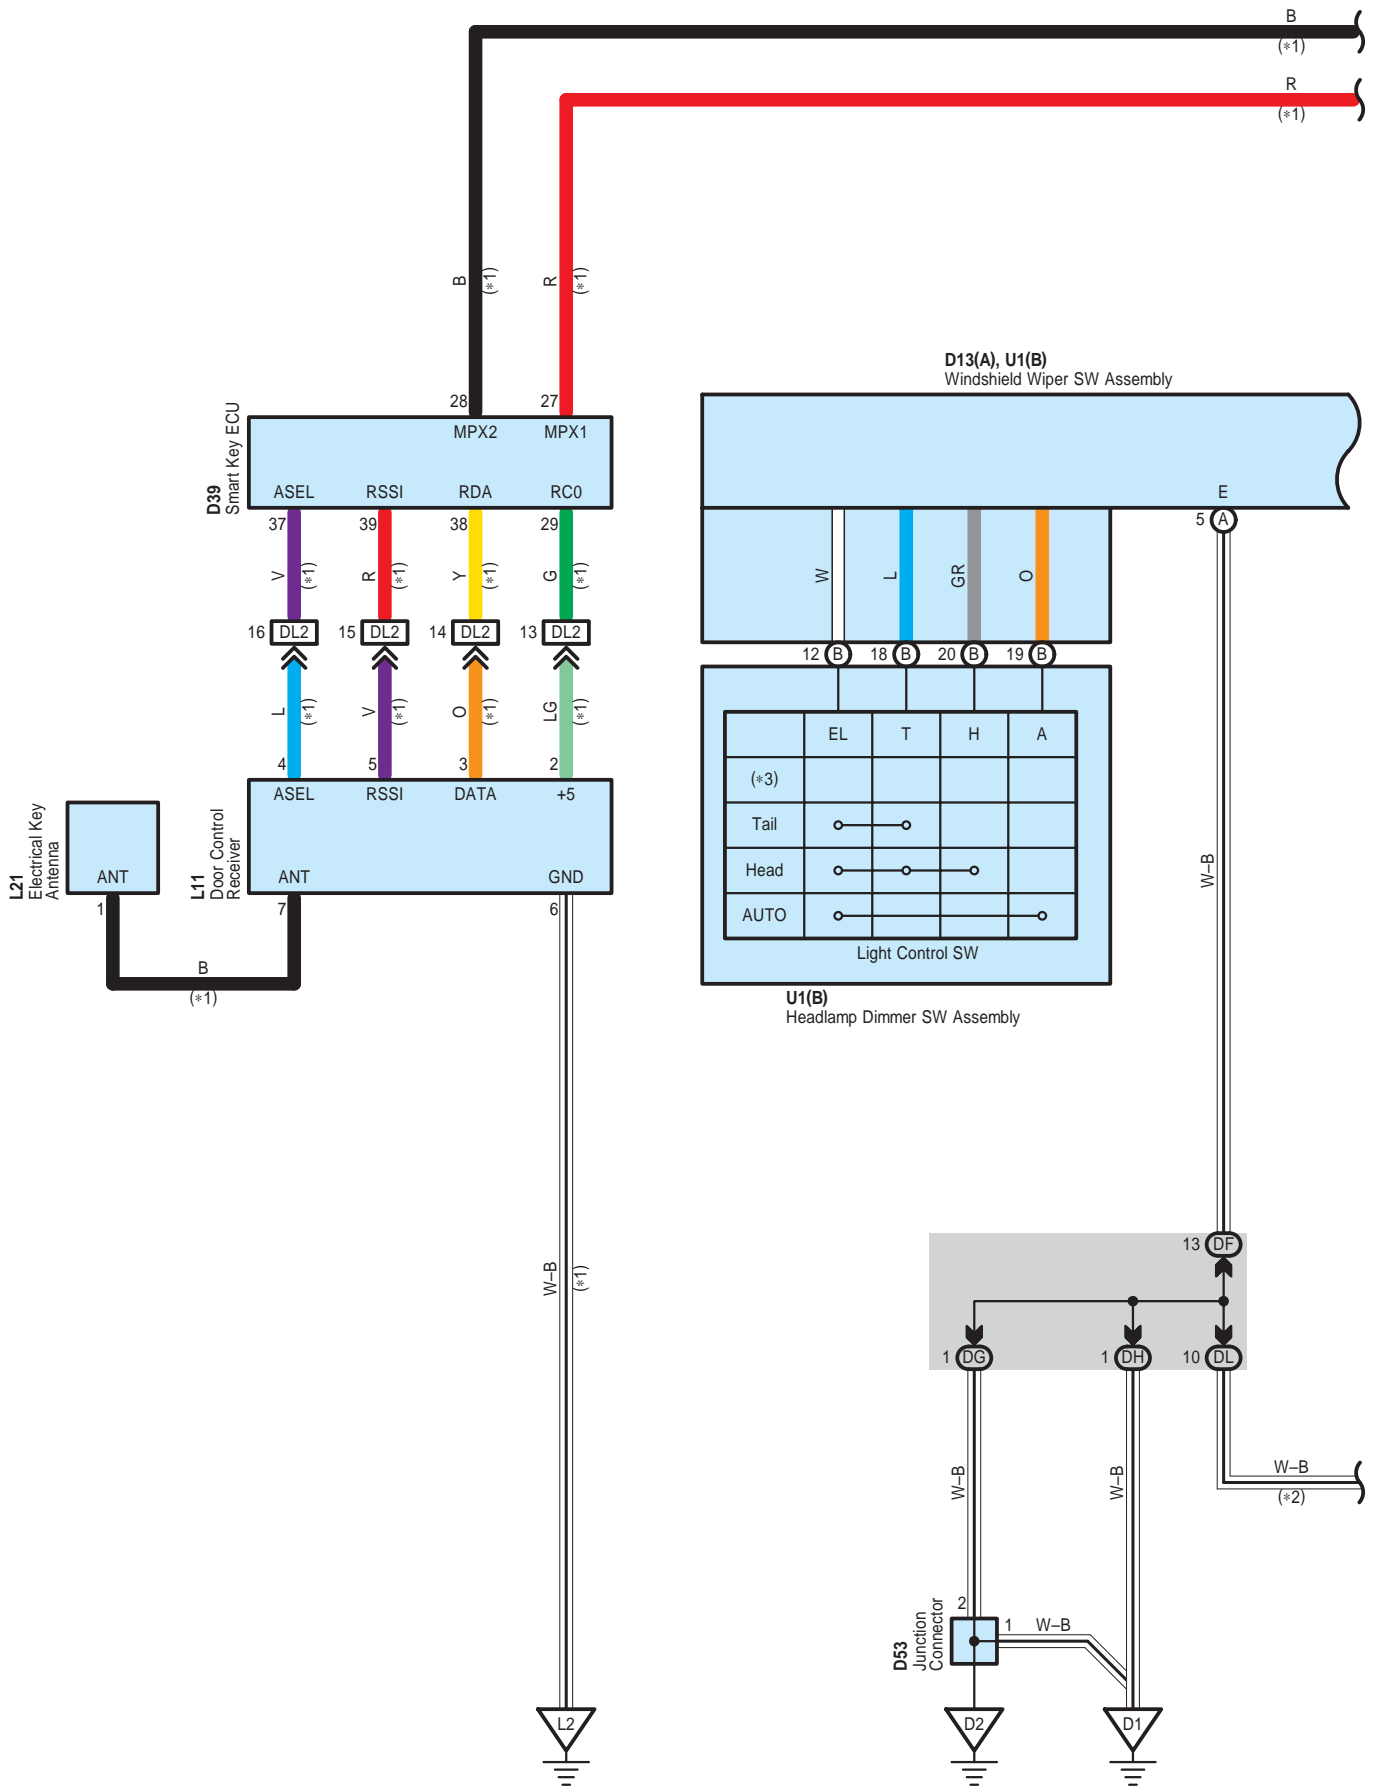 B
(*1)
R
(*1)
B
(*1)
R
(*1)
D13(A), U1(B)
Windshield Wiper SW Assembly
28
27
D39
Smart Key ECU
MPX2
MPX1
ASEL
RSSI
RDA
RC0
E
37
39
38
29
5
A
V
(*1)
R
(*1)
Y
(*1)
G
(*1)
W
L
GR
O
16
DL2
15
DL2
14
DL2
13
DL2
12
B
18
B
20
B
19
B
L
(*1)
V
(*1)
O
(*1)
LG
(*1)
4
5
3
2
EL
T
H
A
(*3)
Tail
Head
AUTO
Light Control SW
U1(B)
Headlamp Dimmer SW Assembly
ASEL
RSSI
DATA
+5
L21
Electrical Key
Antenna
ANT
L11
Door Control
Receiver
ANT
GND
1
7
6
B
(*1)
W–B
W–B
(*1)
13
DF
1
DG
1
DH
10
DL
W–B
W–B
W–B
(*2)
2
1
W–B
D53
Junction
Connector
L2
D2
D1